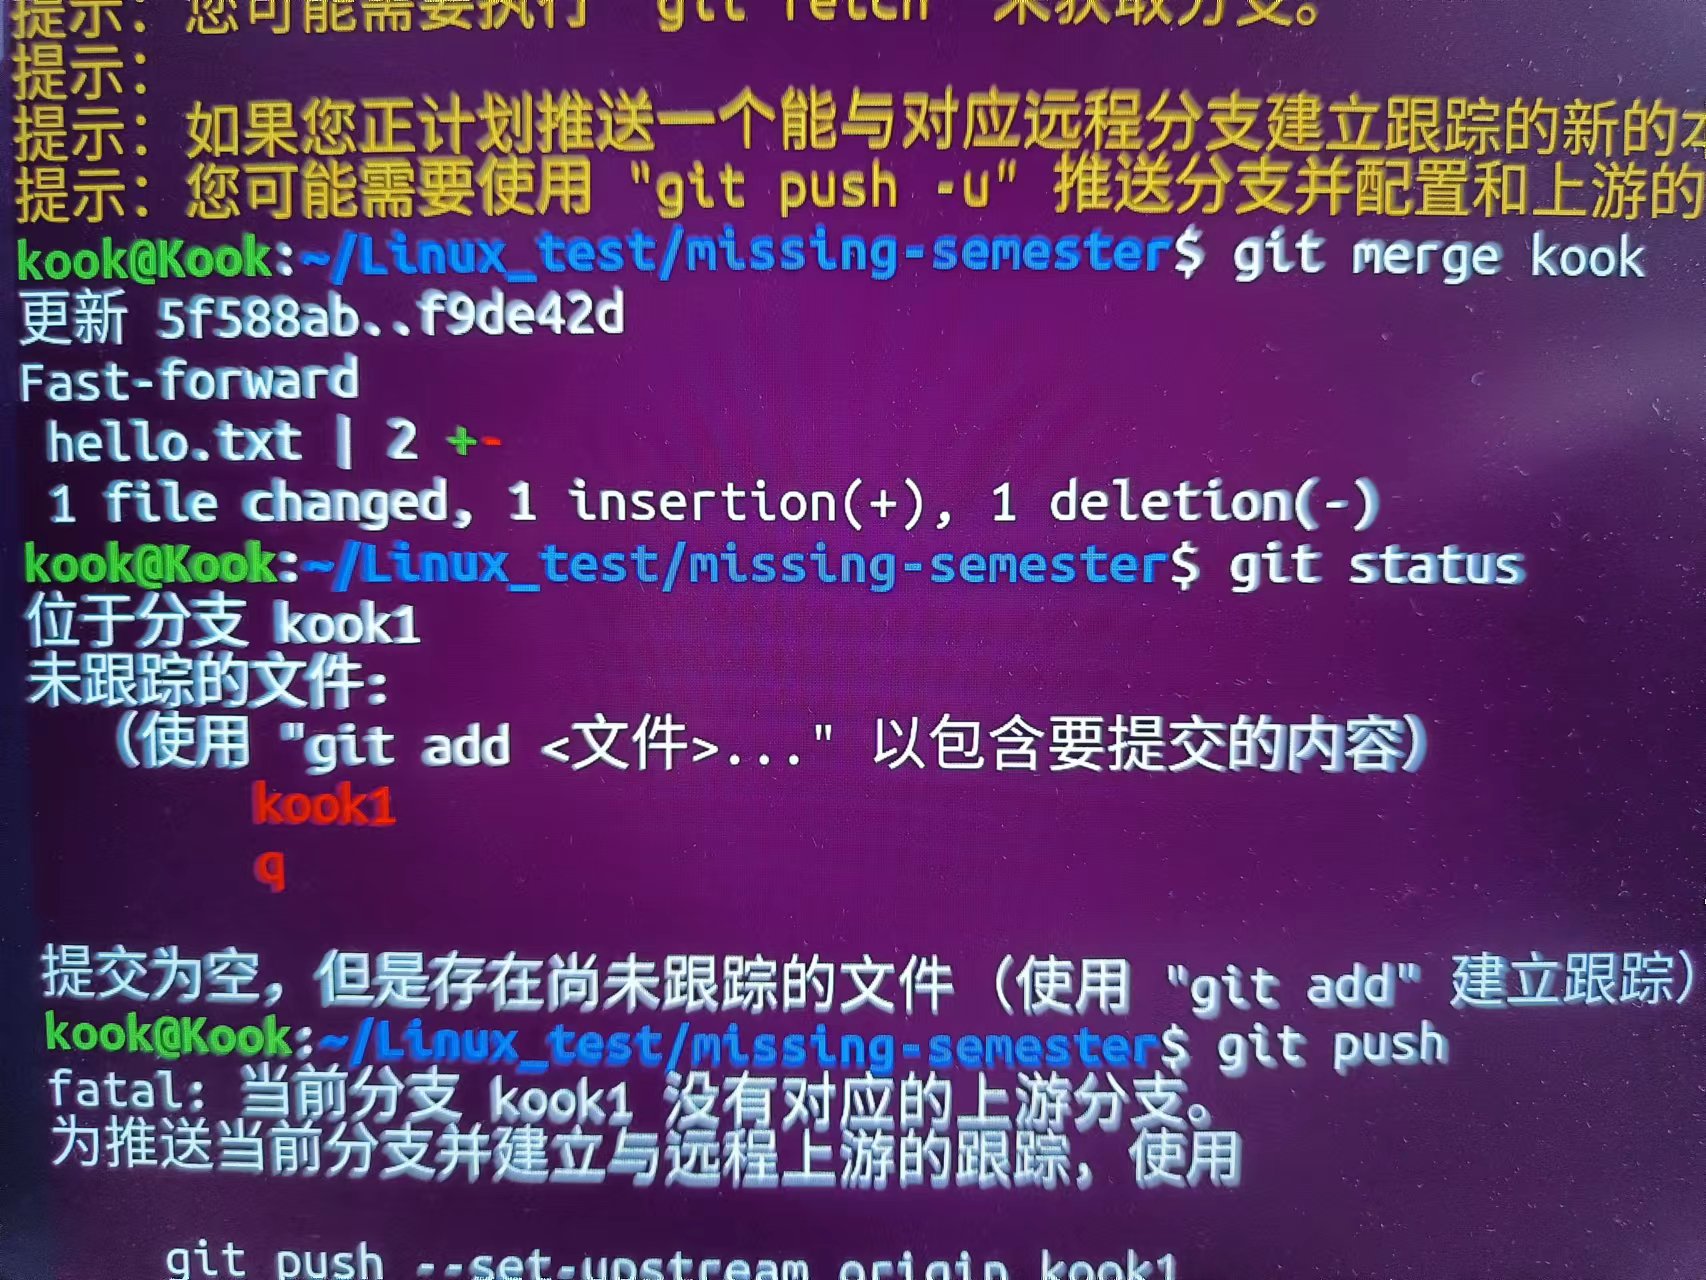 提示：您可能需要执行 "git fetch" 来获取分支。
提示：
提示：如果您正计划推送一个能与对应远程分支建立跟踪的新的本
提示：您可能需要使用 "git push -u" 推送分支并配置和上游的
kook@Kook:~/Linux_test/missing-semester$ git merge kook
更新 5f588ab..f9de42d
Fast-forward
hello.txt | 2 +-
1 file changed, 1 insertion(+), 1 deletion(-)
kook@Kook:~/Linux_test/missing-semester$ git status
位于分支 kook1
未跟踪的文件:
（使用 "git add <文件>..." 以包含要提交的内容）
kook1
q
提交为空，但是存在尚未跟踪的文件（使用 "git add" 建立跟踪）
kook@Kook:~/Linux_test/missing-semester$ git push
fatal: 当前分支 kook1 没有对应的上游分支。
为推送当前分支并建立与远程上游的跟踪，使用
git push --set-upstream origin kook1